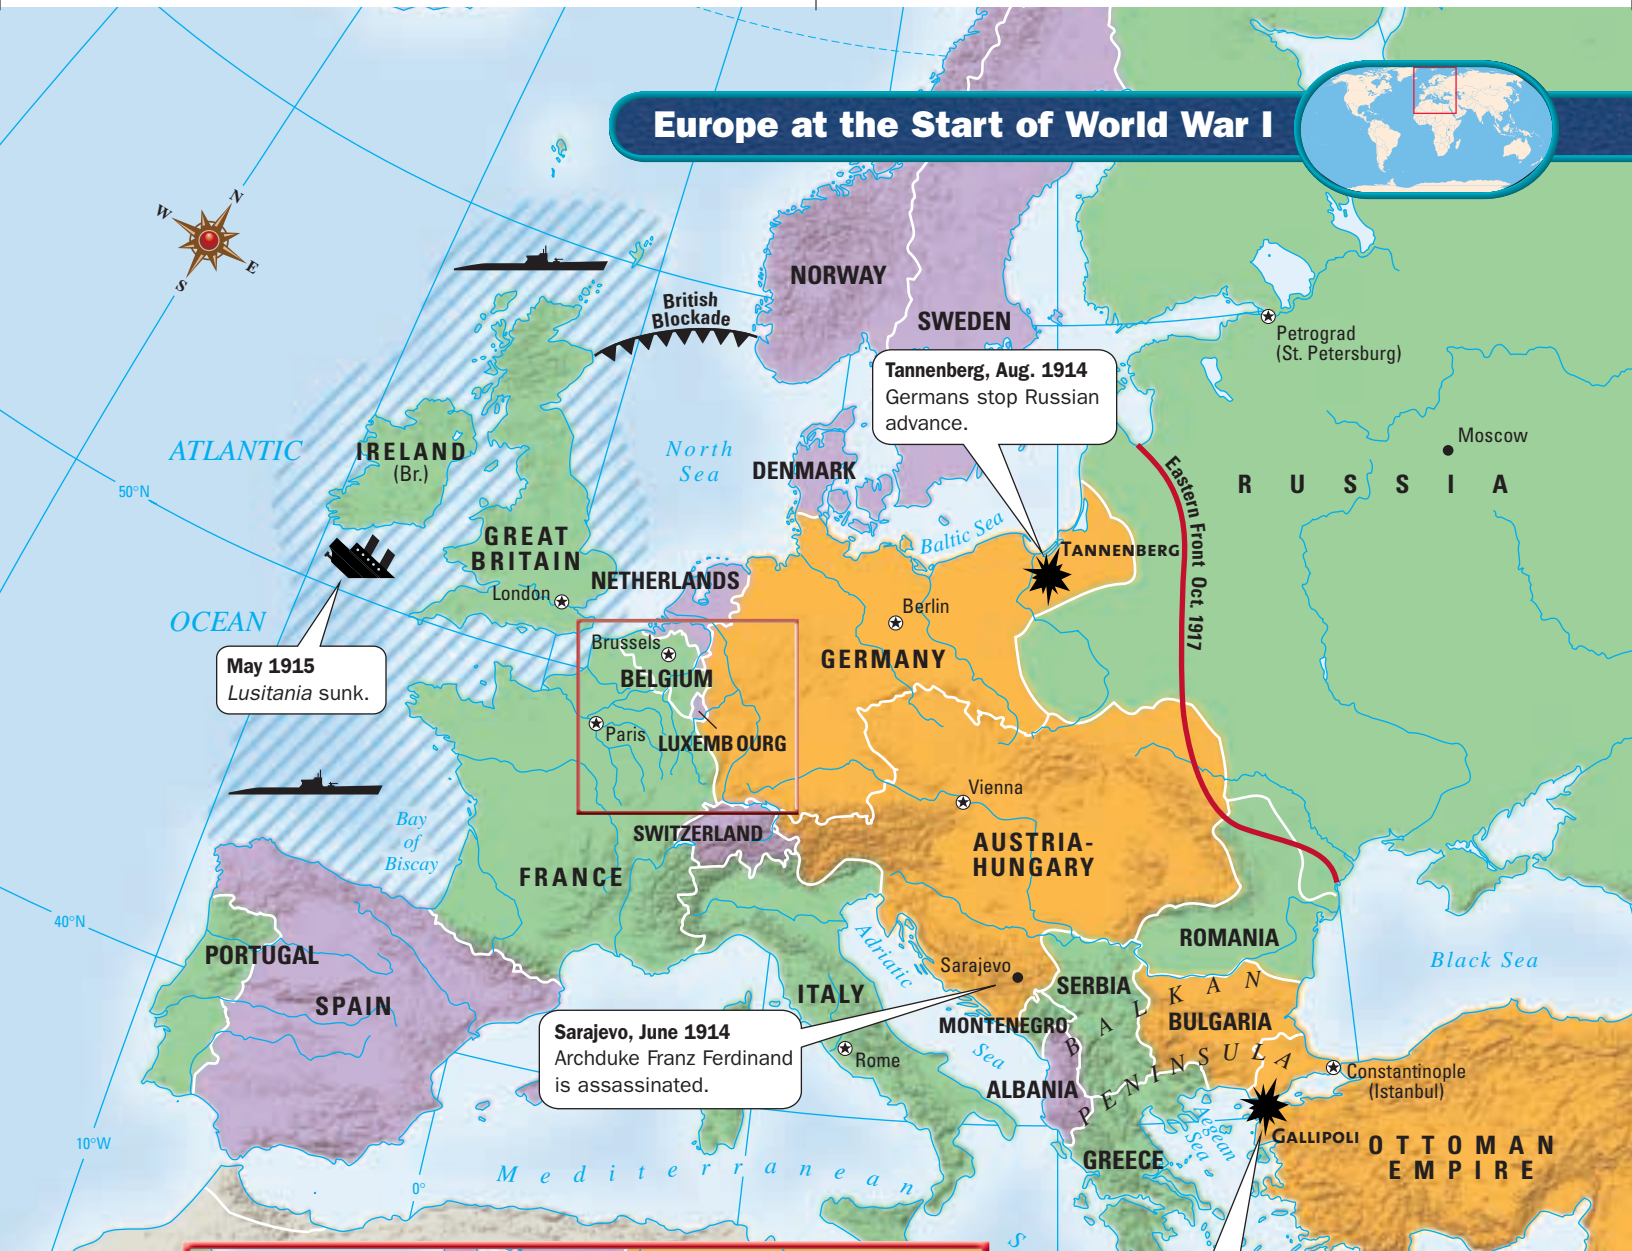 Europe at the Start of World War I
N
W
E
S
British
Blockade
NORWAY
SWEDEN
Petrograd
(St. Petersburg)
Tannenberg, Aug. 1914
Germans stop Russian
advance.
Moscow
RUSSIA
ATLANTIC
OCEAN
IRELAND
(Br.)
North
Sea
DENMARK
Eastern Front Oct. 1917
50°N
GREAT
BRITAIN
Baltic Sea
TANNENBERG
NETHERLANDS
London
Berlin
GERMANY
Brussels
BELGIUM
May 1915
Lusitania sunk.
Paris
LUXEMBOURG
Vienna
Bay
of
Biscay
SWITZERLAND
AUSTRIA-
HUNGARY
FRANCE
40°N
PORTUGAL
SPAIN
Adriatic
Sea
ROMANIA
Black Sea
Sarajevo
SERBIA
ITALY
BALKAN
PENINSULA
BULGARIA
MONTENEGRO
Sarajevo, June 1914
Archduke Franz Ferdinand
is assassinated.
Rome
ALBANIA
Constantinople
(Istanbul)
Aegean
Sea
GALLIPOLI
OTTOMAN
EMPIRE
GREECE
10°W
0°
Mediterranean
S